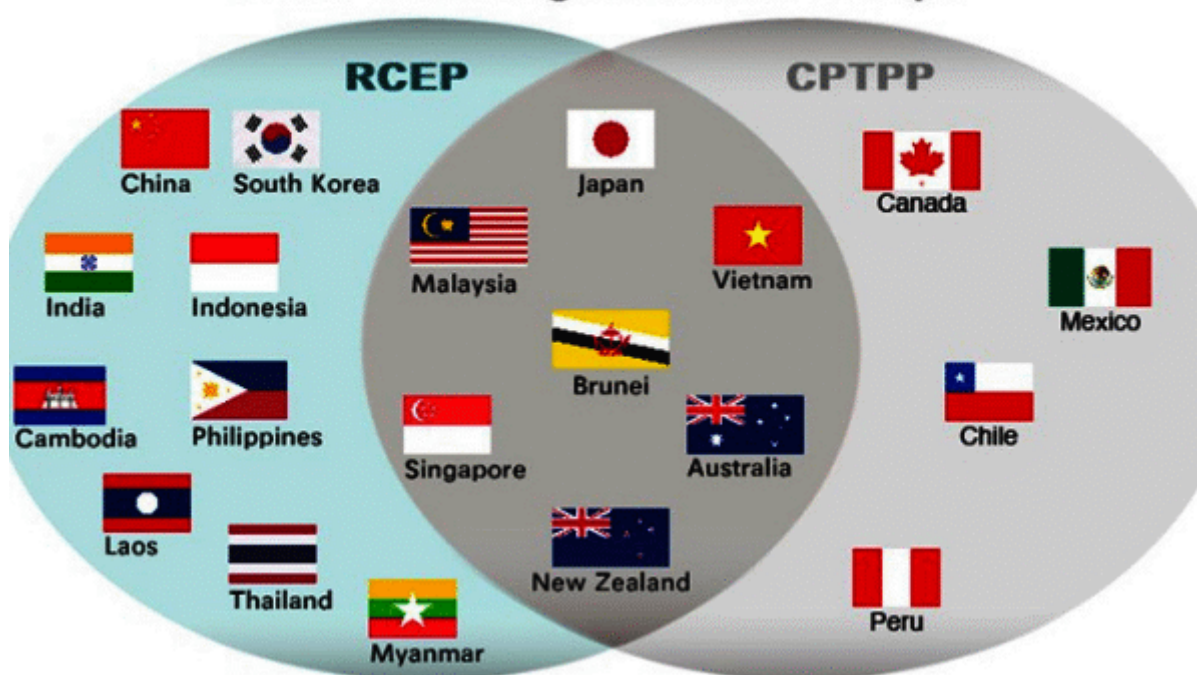 RCEP
CPTPP
China
South Korea
Japan
Canada
Malaysia
Vietnam
India
Indonesia
Mexico
Brunei
Cambodia
Philippines
Singapore
Australia
Chile
Laos
Thailand
New Zealand
Myanmar
Peru